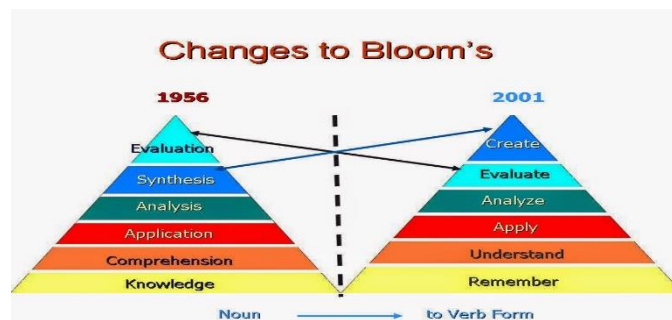 Changes to Bloom's
1956
2001
Evaluation
Synthesis
Analysis
Application
Comprehension
Knowledge
Create
Evaluate
Analyze
Apply
Understand
Remember
Noun
to Verb Form